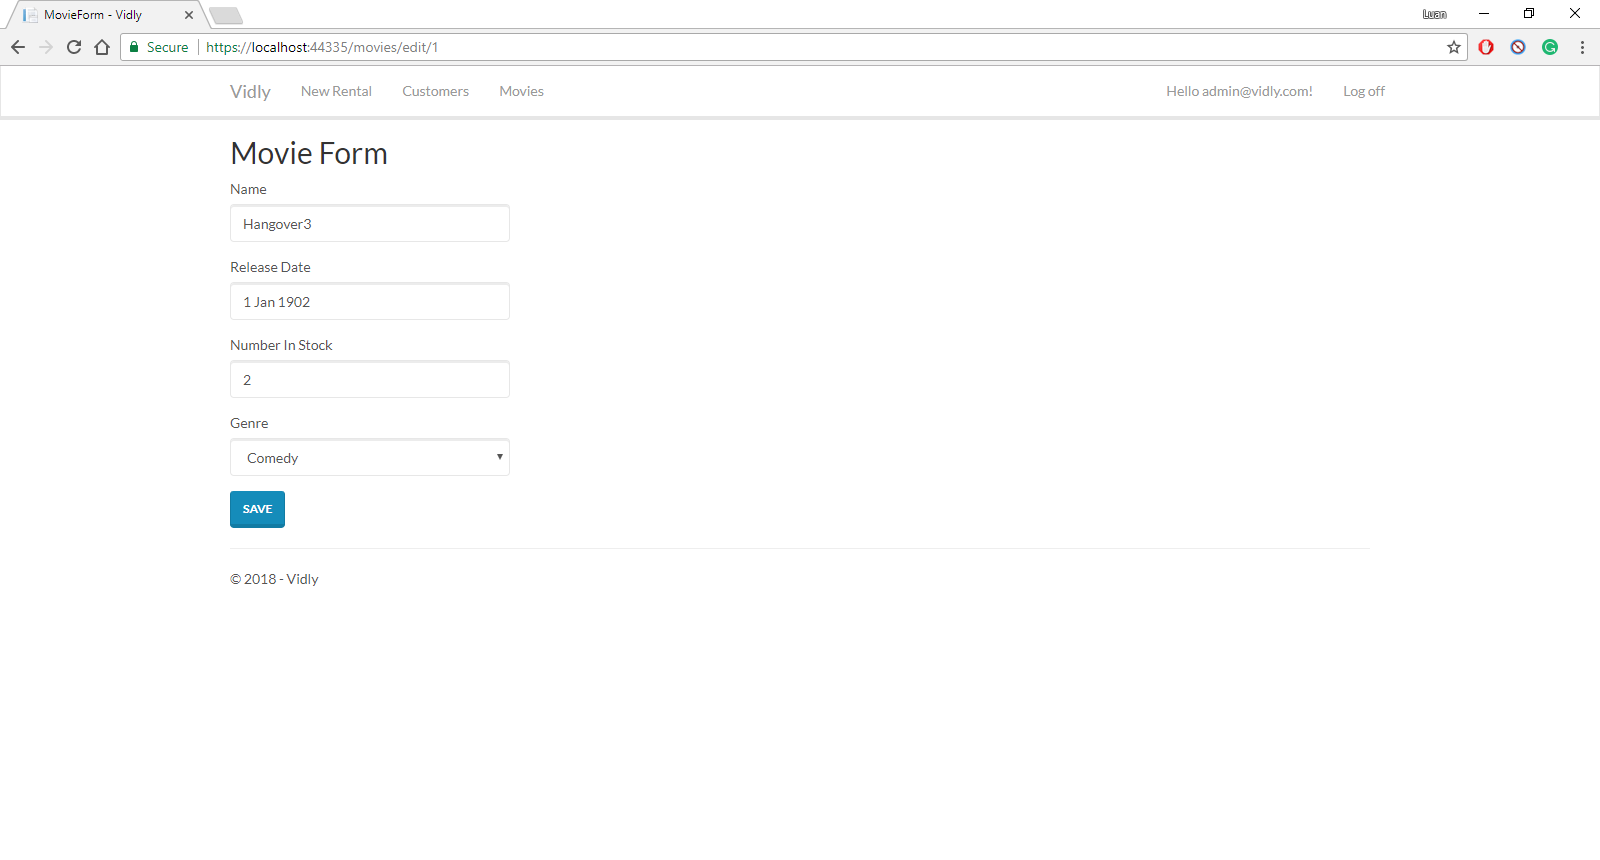 MovieForm - Vidly
Luan
Secure https://localhost:44335/movies/edit/1
Vidly New Rental Customers Movies Hello admin@vidly.com! Log off
Movie Form
Name
Hangover3
Release Date
1 Jan 1902
Number In Stock
2
Genre
Comedy
SAVE
© 2018 - Vidly